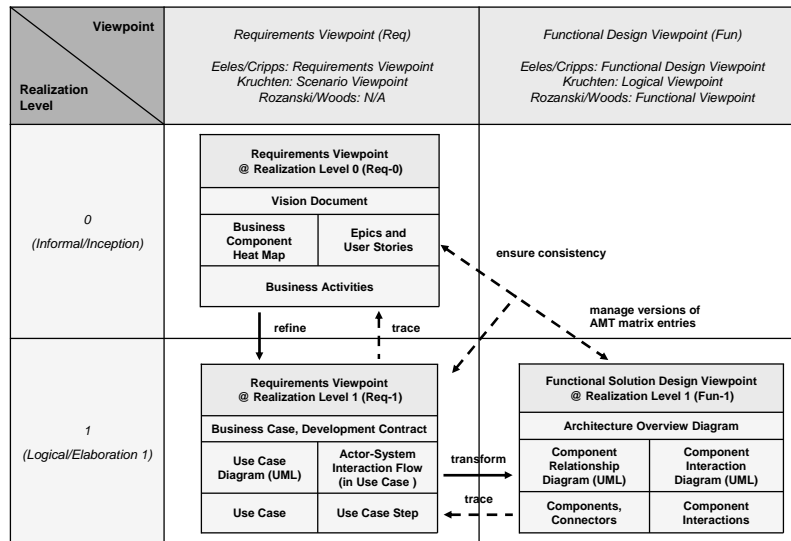 Viewpoint
Realization
Level
Requirements Viewpoint (Req)
Eeles/Cripps: Requirements Viewpoint
Kruchten: Scenario Viewpoint
Rozanski/Woods: N/A
Functional Design Viewpoint (Fun)
Eeles/Cripps: Functional Design Viewpoint
Kruchten: Logical Viewpoint
Rozanski/Woods: Functional Viewpoint
0
(Informal/Inception)
Requirements Viewpoint
@ Realization Level 0 (Req-0)
Vision Document
Business
Component
Heat Map
Epics and
User Stories
Business Activities
ensure consistency
manage versions of
AMT matrix entries
refine
trace
1
(Logical/Elaboration 1)
Requirements Viewpoint
@ Realization Level 1 (Req-1)
Business Case, Development Contract
Use Case
Diagram (UML)
Actor-System
Interaction Flow
(in Use Case )
Use Case
Use Case Step
transform
trace
Functional Solution Design Viewpoint
@ Realization Level 1 (Fun-1)
Architecture Overview Diagram
Component
Relationship
Diagram (UML)
Component
Interaction
Diagram (UML)
Components,
Connectors
Component
Interactions